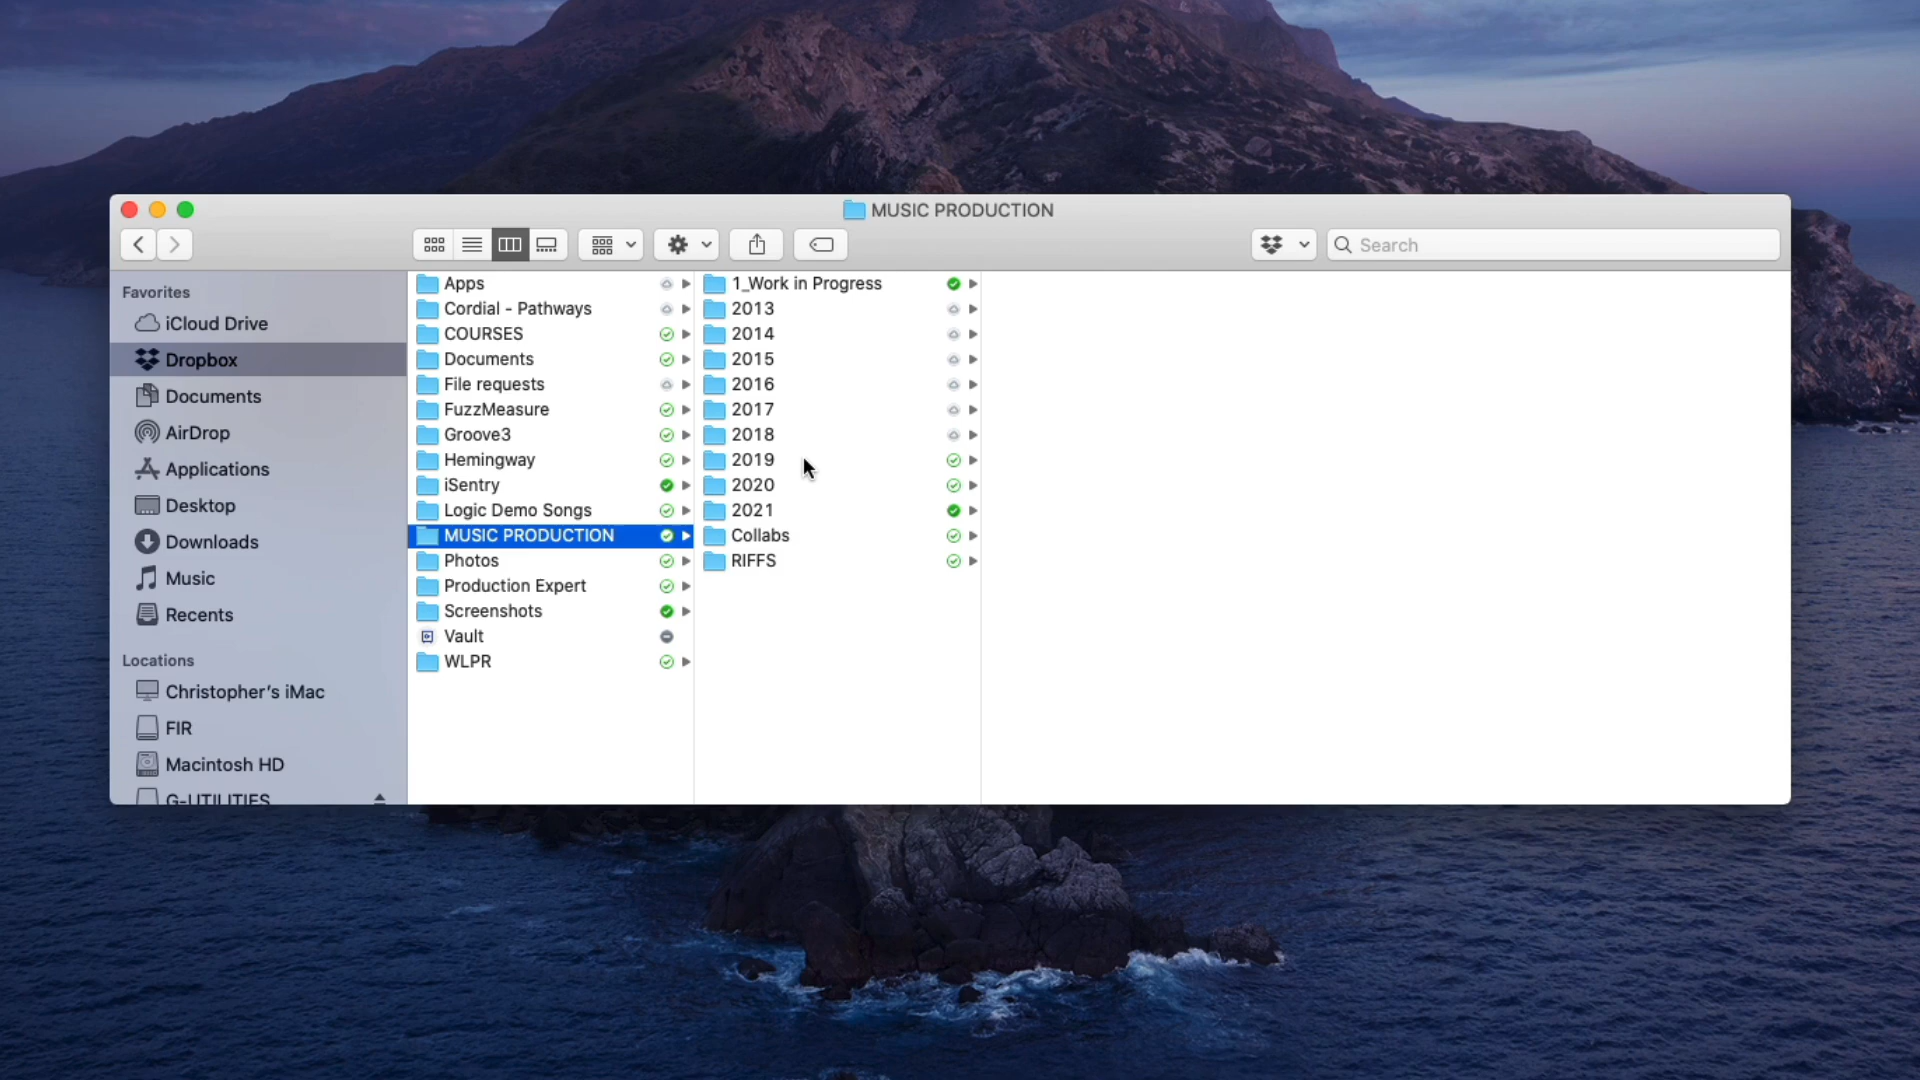 MUSIC PRODUCTION
Search
Favorites
iCloud Drive
Dropbox
Documents
AirDrop
Applications
Desktop
Downloads
Music
Recents
Locations
Christopher's iMac
FIR
Macintosh HD
G-UTILITIES
Apps
Cordial - Pathways
COURSES
Documents
File requests
FuzzMeasure
Groove3
Hemingway
iSentry
Logic Demo Songs
MUSIC PRODUCTION
Photos
Production Expert
Screenshots
Vault
WLPR
1_Work in Progress
2013
2014
2015
2016
2017
2018
2019
2020
2021
Collabs
RIFFS